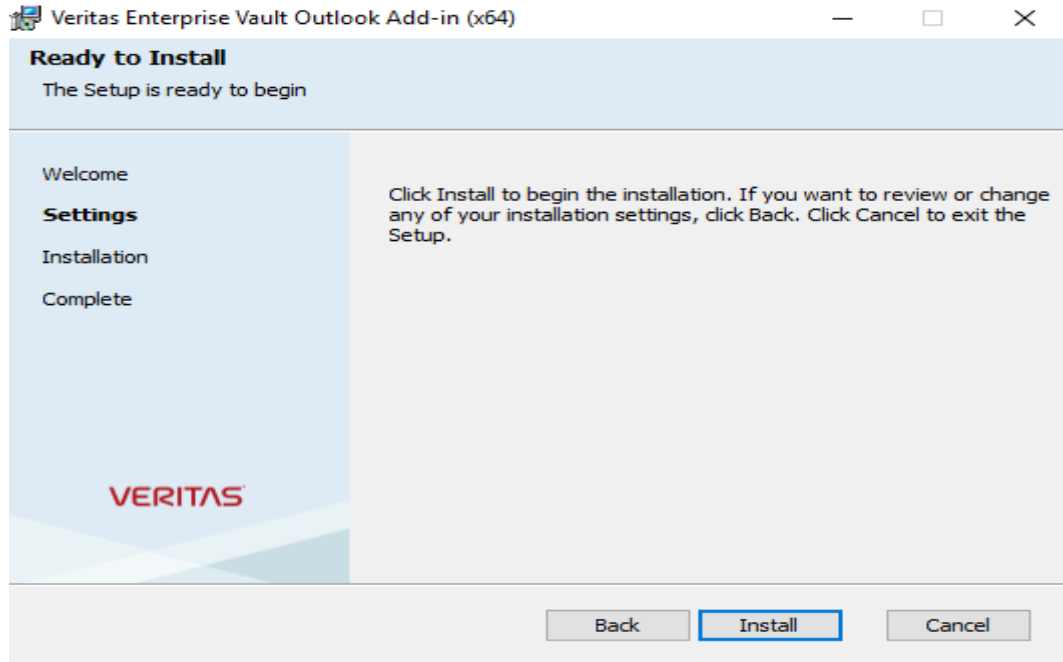 Veritas Enterprise Vault Outlook Add-in (x64)
Ready to Install
The Setup is ready to begin
Welcome
Settings
Installation
Complete
Click Install to begin the installation. If you want to review or change
any of your installation settings, click Back. Click Cancel to exit the
Setup.
VERITAS
Back
Install
Cancel